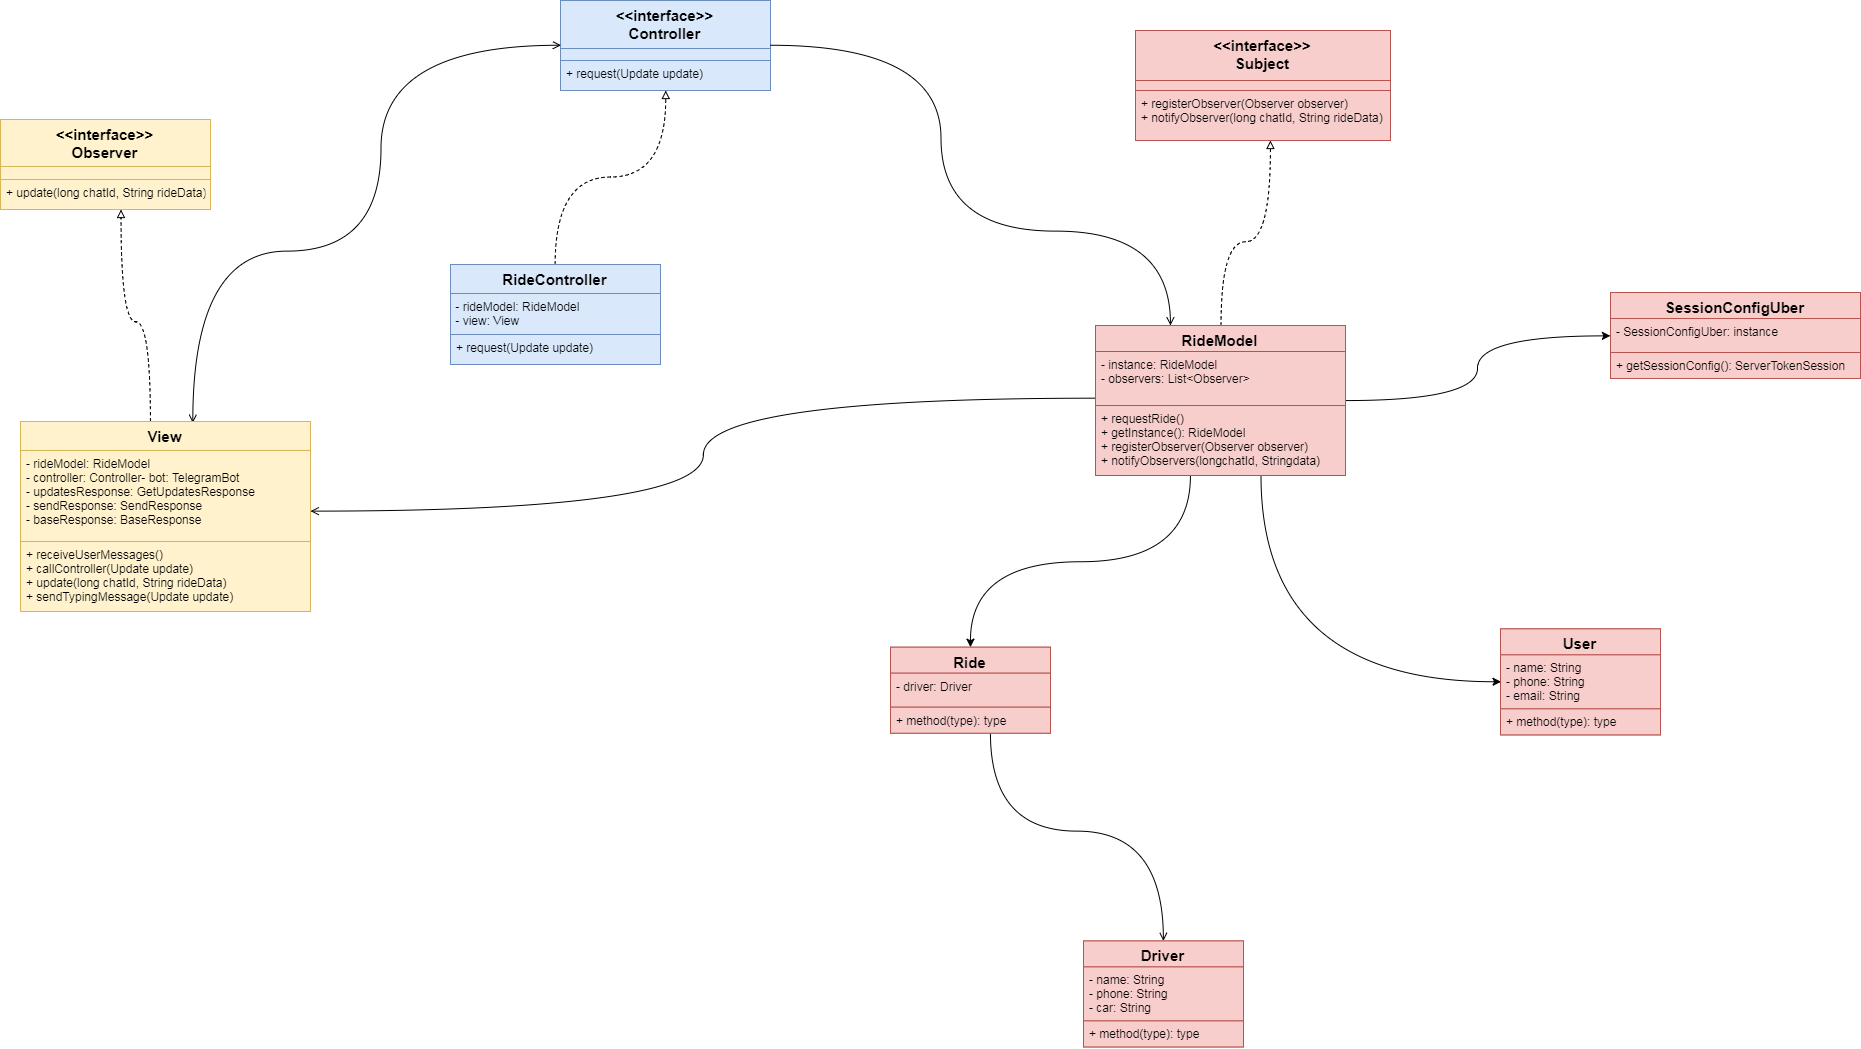 <<interface>>
Controller
+ request(Update update)
<<interface>>
Subject
+ registerObserver(Observer observer)
+ notifyObserver(long chatId, String rideData)
<<interface>>
Observer
+ update(long chatId, String rideData)
RideController
- rideModel: RideModel
- view: View
+ request(Update update)
SessionConfigUber
- SessionConfigUber: instance
+ getSessionConfig(): ServerTokenSession
RideModel
- instance: RideModel
- observers: List<Observer>
+ requestRide()
+ getInstance(): RideModel
+ registerObserver(Observer observer)
+ notifyObservers(longchatId, Stringdata)
View
- rideModel: RideModel
- controller: Controller- bot: TelegramBot
- updatesResponse: GetUpdatesResponse
- sendResponse: SendResponse
- baseResponse: BaseResponse
+ receiveUserMessages()
+ callController(Update update)
+ update(long chatId, String rideData)
+ sendTypingMessage(Update update)
Ride
- driver: Driver
+ method(type): type
User
- name: String
- phone: String
- email: String
+ method(type): type
Driver
- name: String
- phone: String
- car: String
+ method(type): type